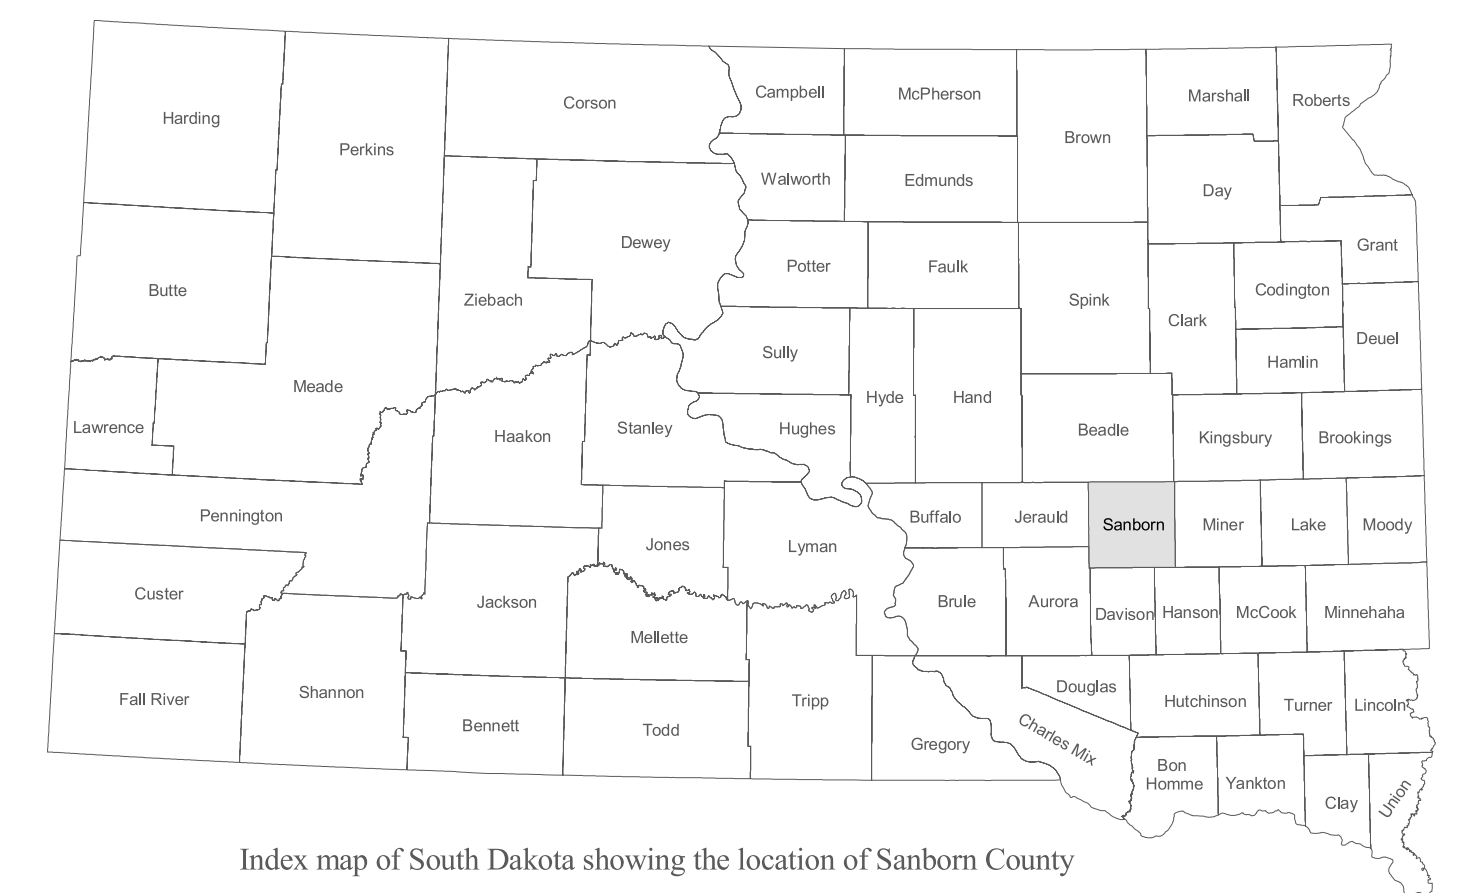 Harding
Perkins
Corson
Campbell
McPherson
Brown
Marshall
Roberts
Walworth
Edmunds
Day
Dewey
Potter
Faulk
Grant
Butte
Ziebach
Spink
Codington
Clark
Deuel
Sully
Hamlin
Meade
Hyde
Hand
Lawrence
Haakon
Stanley
Hughes
Beadle
Kingsbury
Brookings
Pennington
Buffalo
Jerauld
Sanborn
Miner
Lake
Moody
Jones
Lyman
Custer
Jackson
Brule
Aurora
Davison
Hanson
McCook
Minnehaha
Mellette
Fall River
Shannon
Bennett
Todd
Tripp
Gregory
Charles Mix
Douglas
Hutchinson
Turner
Lincoln
Bon
Homme
Yankton
Clay
Union
Index map of South Dakota showing the location of Sanborn County